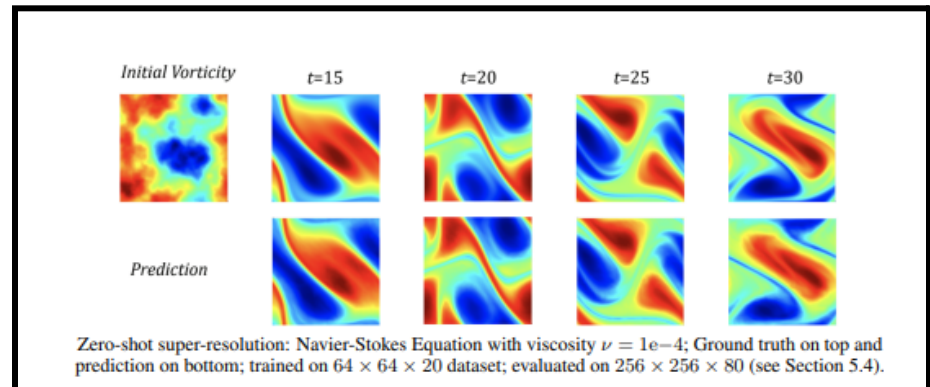 Initial Vorticity
t=15
t=20
t=25
t=30
Prediction
Zero-shot super-resolution: Navier-Stokes Equation with viscosity ν = 1e−4; Ground truth on top and
prediction on bottom; trained on 64 × 64 × 20 dataset; evaluated on 256 × 256 × 80 (see Section 5.4).